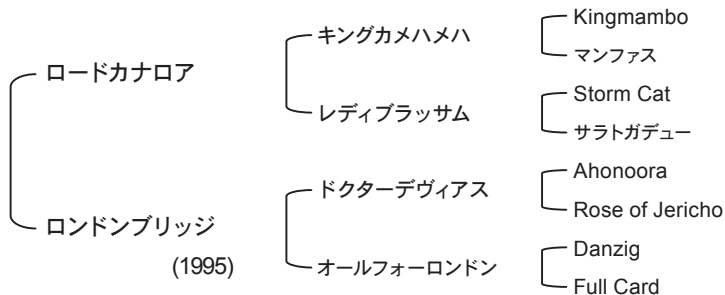 ロードカナロア
ロンドンブリッジ
(1995)
キングカメハメハ
レディブラッサム
ドクターデヴィアス
オールフォーロンドン
Kingmambo
マンファス
Storm Cat
サラトガデュー
Ahonoora
Rose of Jericho
Danzig
Full Card